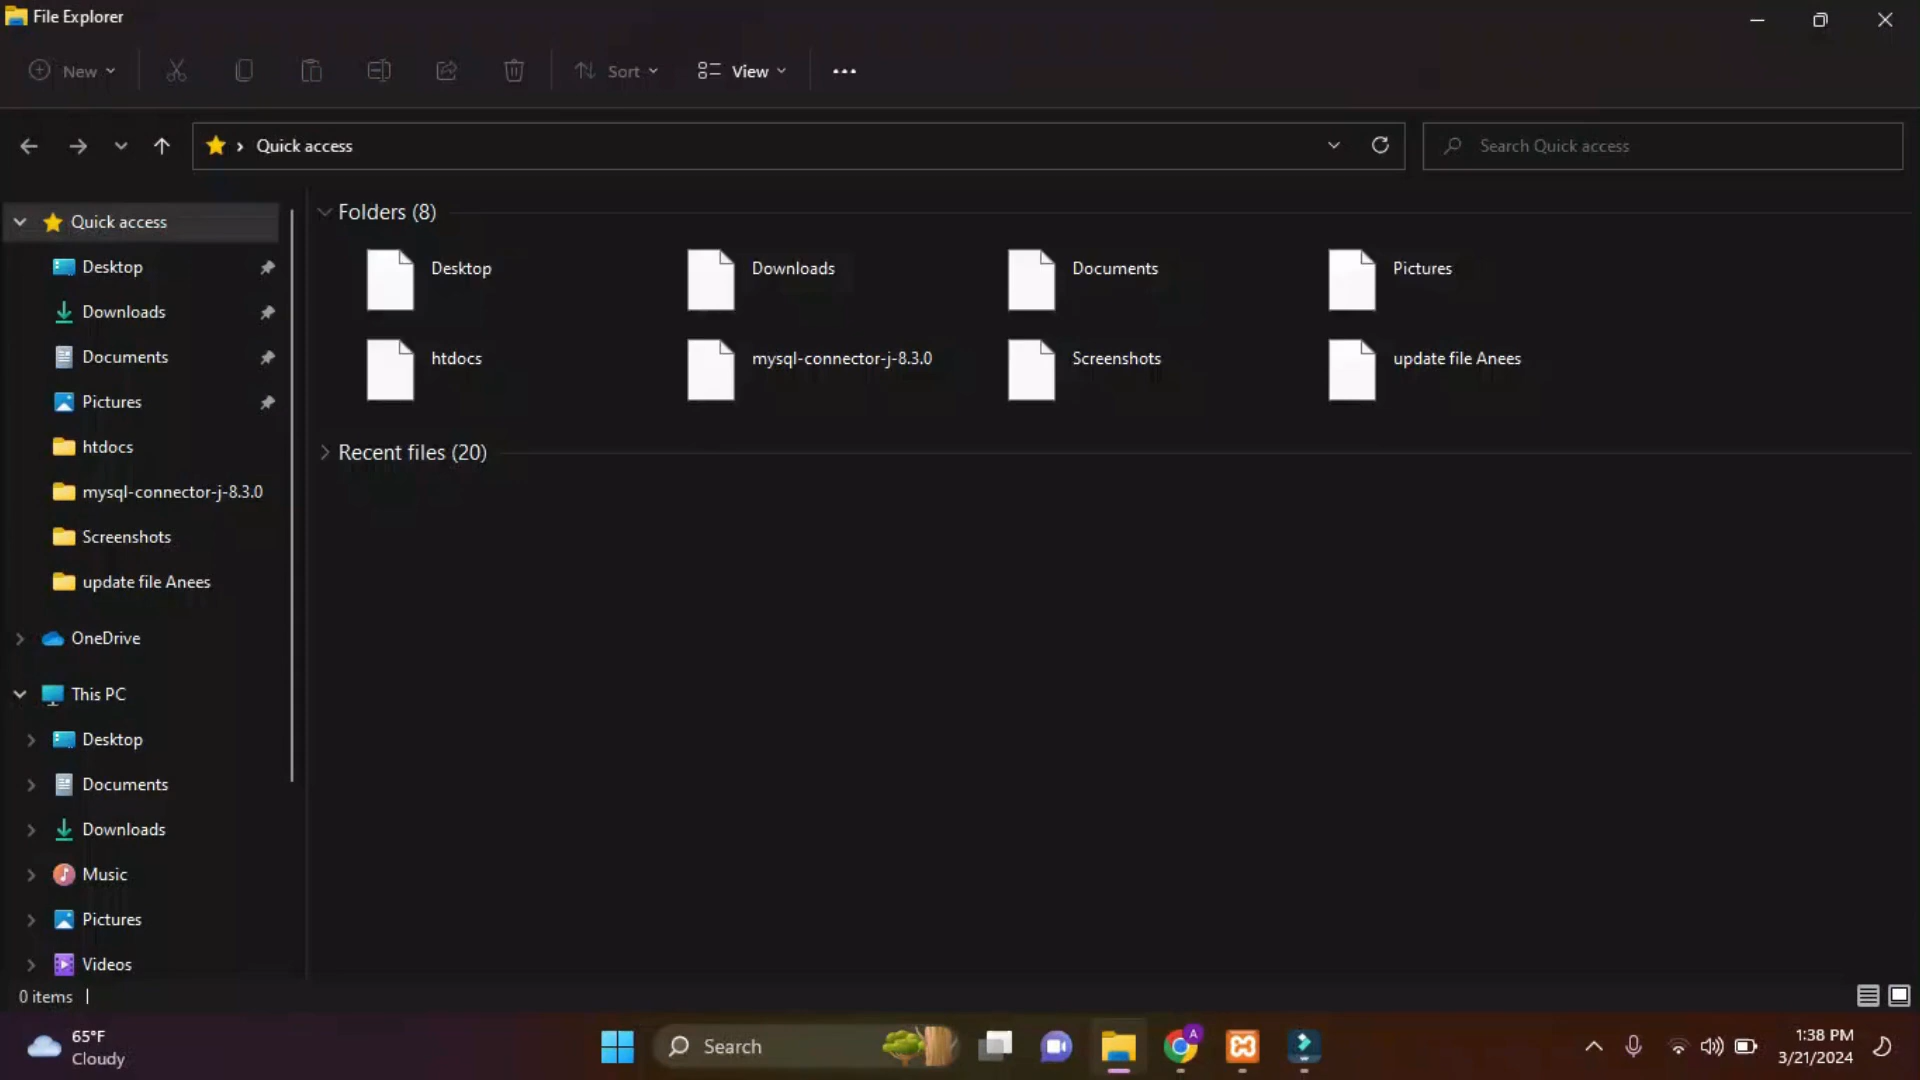 File Explorer
New
Sort
View
Quick access
Search Quick access
Quick access
Desktop
Downloads
Documents
Pictures
htdocs
mysql-connector-j-8.3.0
Screenshots
update file Anees
OneDrive
This PC
Desktop
Documents
Downloads
Music
Pictures
Videos
Folders (8)
Desktop
Downloads
Documents
Pictures
htdocs
mysql-connector-j-8.3.0
Screenshots
update file Anees
Recent files (20)
0 items
65°F
Cloudy
Search
A
1:38 PM
3/21/2024